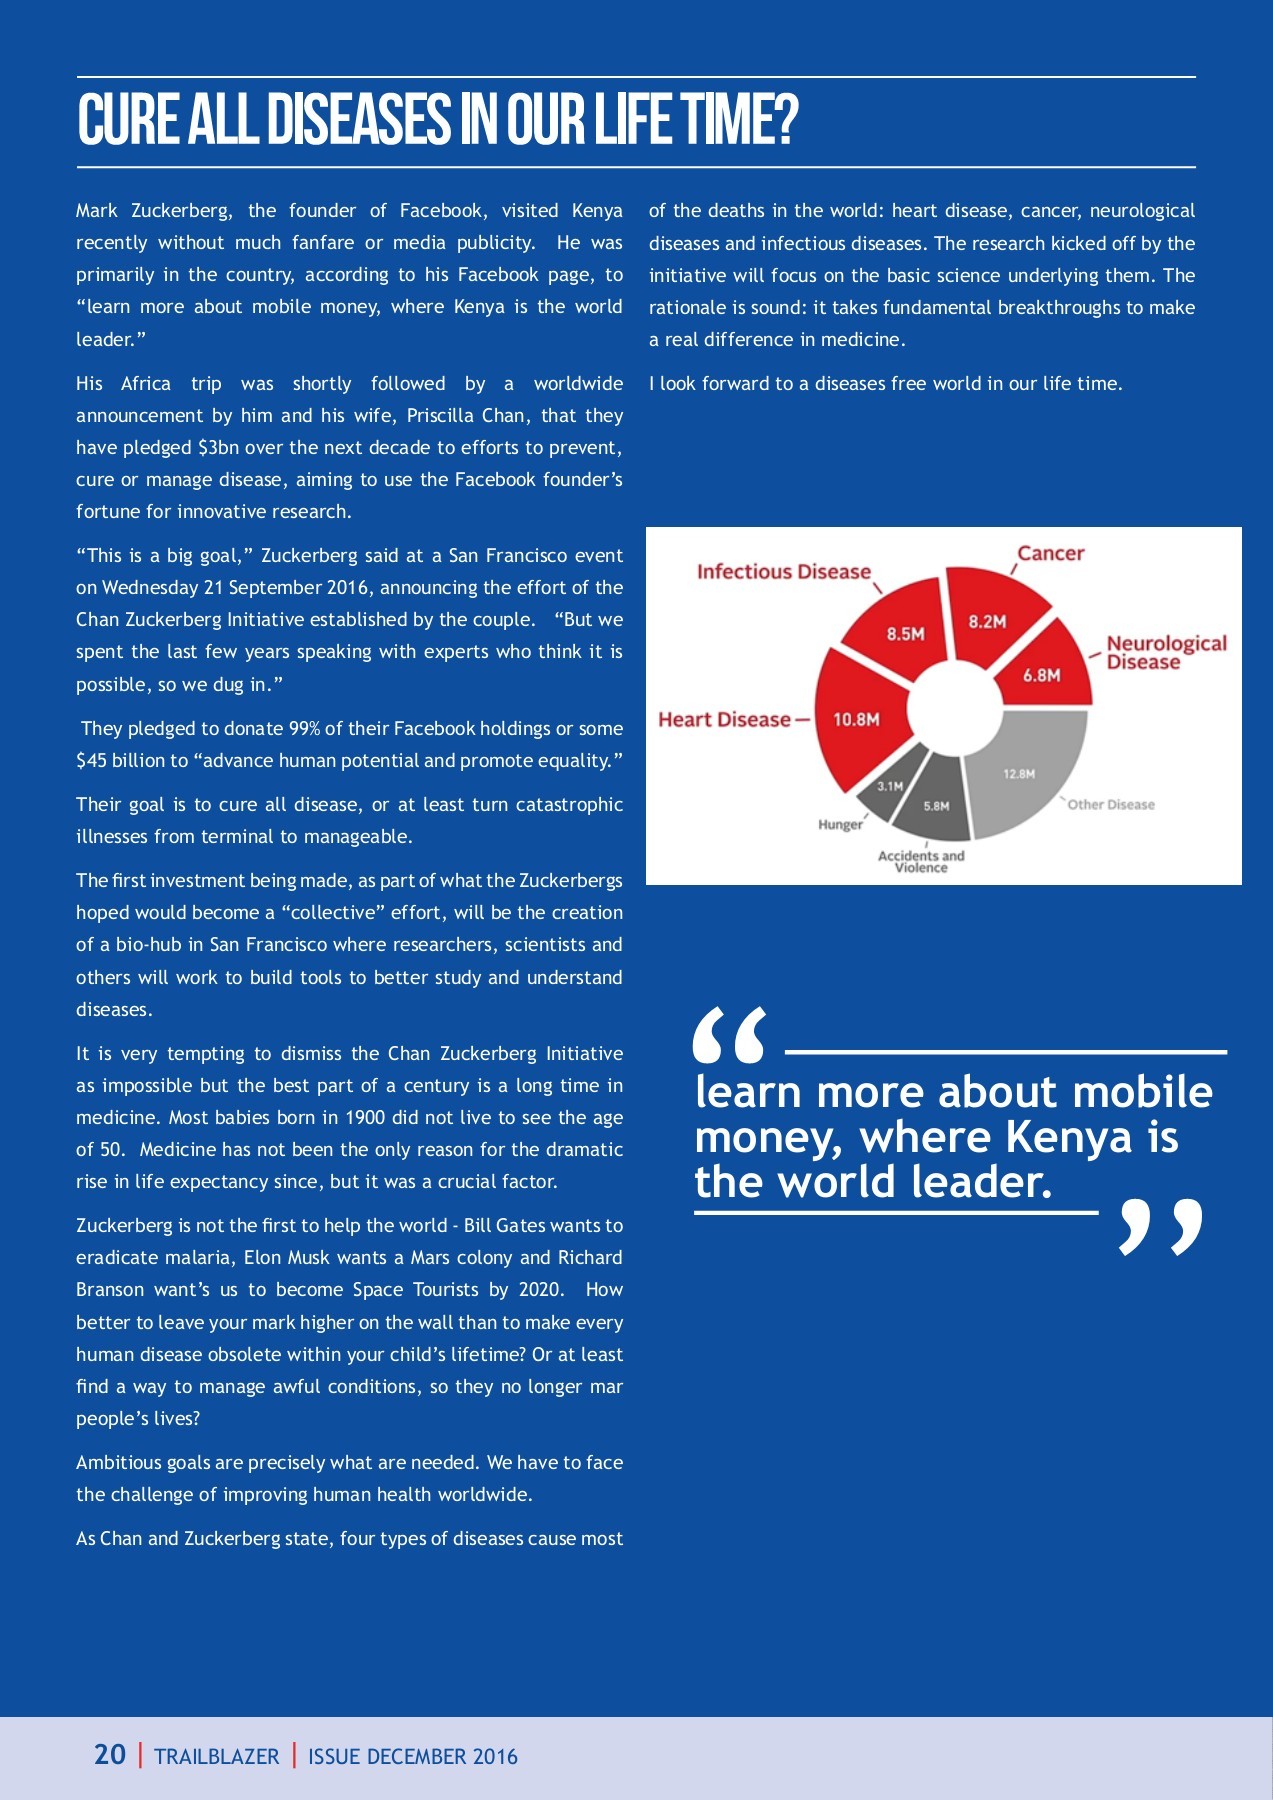 CURE ALL DISEASES IN OUR LIFE TIME?
Mark Zuckerberg, the founder of Facebook, visited Kenya
recently without much fanfare or media publicity.  He was
primarily in the country, according to his Facebook page, to
“learn more about mobile money, where Kenya is the world
leader.”
His Africa trip was shortly followed by a worldwide
announcement by him and his wife, Priscilla Chan, that they
have pledged $3bn over the next decade to efforts to prevent,
cure or manage disease, aiming to use the Facebook founder’s
fortune for innovative research.
“This is a big goal,” Zuckerberg said at a San Francisco event
on Wednesday 21 September 2016, announcing the effort of the
Chan Zuckerberg Initiative established by the couple.  “But we
spent the last few years speaking with experts who think it is
possible, so we dug in.”
They pledged to donate 99% of their Facebook holdings or some
$45 billion to “advance human potential and promote equality.”
Their goal is to cure all disease, or at least turn catastrophic
illnesses from terminal to manageable.
The first investment being made, as part of what the Zuckerbergs
hoped would become a “collective” effort, will be the creation
of a bio-hub in San Francisco where researchers, scientists and
others will work to build tools to better study and understand
diseases.
It is very tempting to dismiss the Chan Zuckerberg Initiative
as impossible but the best part of a century is a long time in
medicine. Most babies born in 1900 did not live to see the age
of 50.  Medicine has not been the only reason for the dramatic
rise in life expectancy since, but it was a crucial factor.
Zuckerberg is not the first to help the world - Bill Gates wants to
eradicate malaria, Elon Musk wants a Mars colony and Richard
Branson want’s us to become Space Tourists by 2020.  How
better to leave your mark higher on the wall than to make every
human disease obsolete within your child’s lifetime? Or at least
find a way to manage awful conditions, so they no longer mar
people’s lives?
Ambitious goals are precisely what are needed. We have to face
the challenge of improving human health worldwide.
As Chan and Zuckerberg state, four types of diseases cause most
of the deaths in the world: heart disease, cancer, neurological
diseases and infectious diseases. The research kicked off by the
initiative will focus on the basic science underlying them. The
rationale is sound: it takes fundamental breakthroughs to make
a real difference in medicine.
I look forward to a diseases free world in our life time.
Cancer
Infectious Disease
8.2M
8.5M
Neurological
Disease
6.8M
Heart Disease
10.8M
12.8M
3.1M
5.8M
Other Disease
Hunger
Accidents and
Violence
“
learn more about mobile
money, where Kenya is
the world leader.
”
20 | TRAILBLAZER | ISSUE DECEMBER 2016